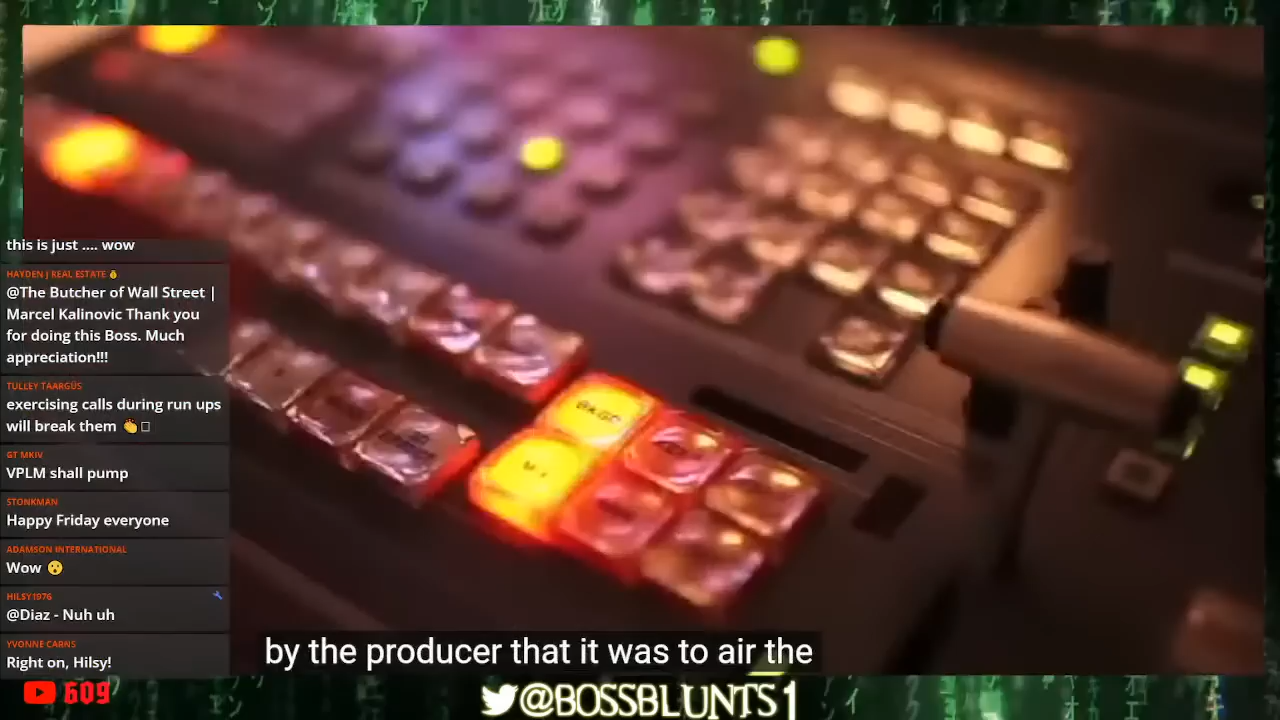 this is just .... wow
HAYDEN J REAL ESTATE
@The Butcher of Wall Street |
Marcel Kalinovic Thank you
for doing this Boss. Much
appreciation!!!
TULLEY TAARGÜS
exercising calls during run ups
will break them 👏
GT MKIV
VPLM shall pump
STONKMAN
Happy Friday everyone
ADAMSON INTERNATIONAL
Wow 😯
HILSY1976
@Diaz - Nuh uh
YVONNE CARNS
Right on, Hilsy!
BKGD
by the producer that it was to air the
609
@BOSSBLUNTS1